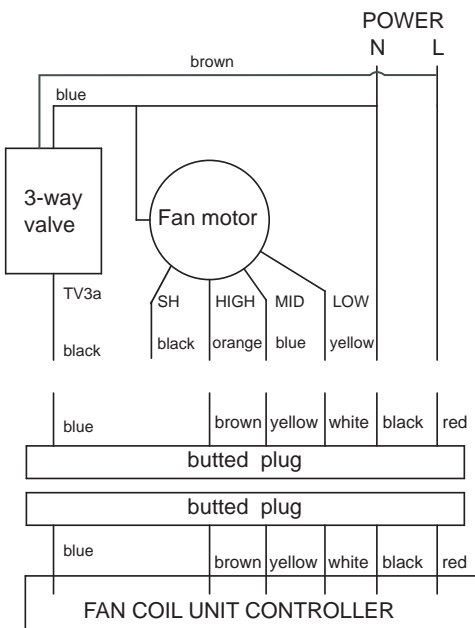 POWER
N L
brown
blue
3-way
valve
Fan motor
TV3a
SH HIGH MID LOW
black black orange blue yellow
blue brown yellow white black red
butted plug
butted plug
blue brown yellow white black red
FAN COIL UNIT CONTROLLER